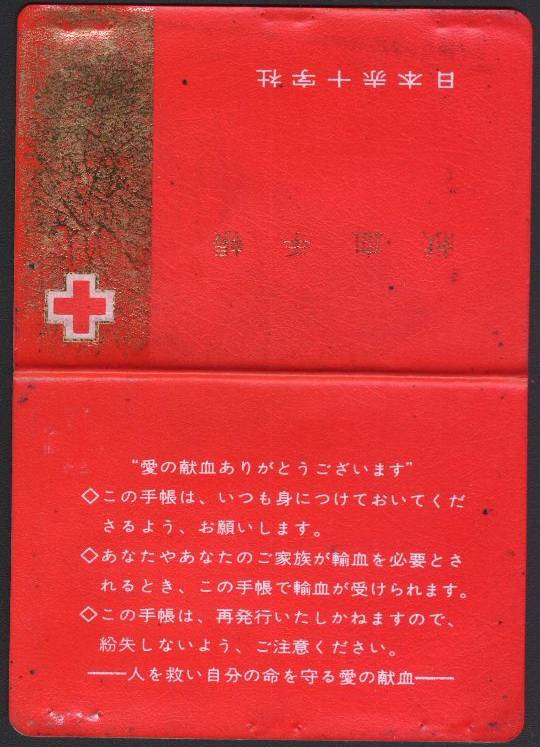 日本赤十字社
献血手帳
“愛の献血ありがとうございます”
◇この手帳は、いつも身につけておいてくだ
さるよう、お願いします。
◇あなたやあなたのご家族が輸血を必要とさ
れるとき、この手帳で輸血が受けられます。
◇この手帳は、再発行いたしかねますので、
紛失しないよう、ご注意ください。
──人を救い自分の命を守る愛の献血──